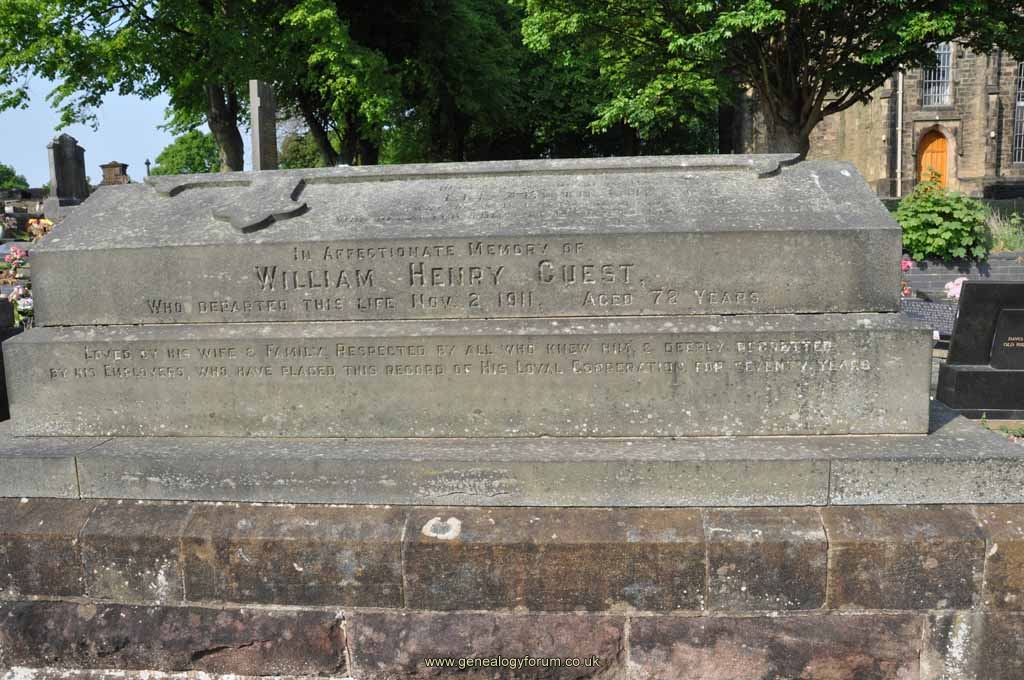 In Affectionate Memory of
William Henry Guest,
Who departed this life Nov. 2. 1911. Aged 72 Years
Loved by his wife & Family, Respected by all who knew him, & deeply regretted
by his Employers, who have placed this record of His Loyal Cooperation for seventy years
www.genealogyforum.co.uk